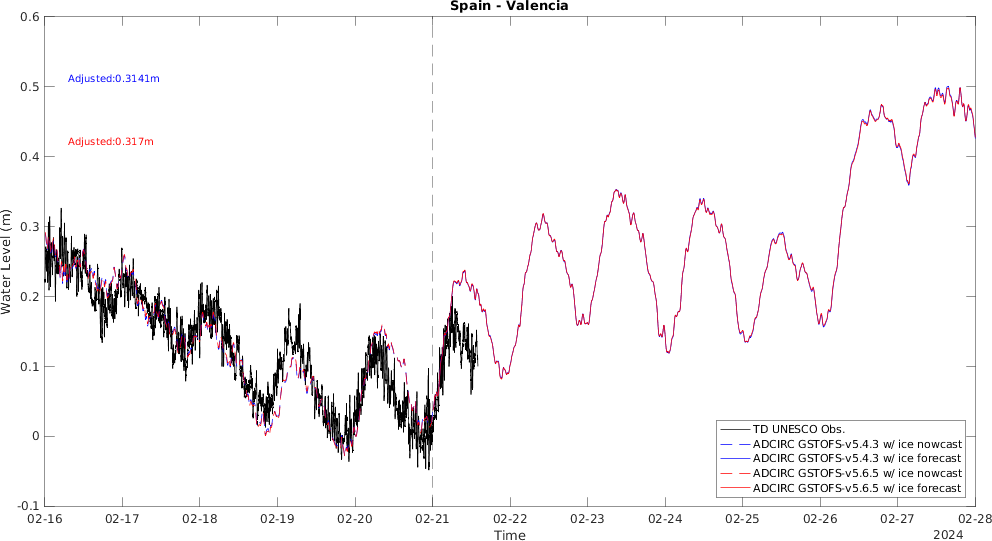 Spain - Valencia
0.6
0.5
0.4
0.3
0.2
0.1
0
-0.1
Water Level (m)
Adjusted:0.3141m
Adjusted:0.317m
TD UNESCO Obs.
ADCIRC GSTOFS-v5.4.3 w/ ice nowcast
ADCIRC GSTOFS-v5.4.3 w/ ice forecast
ADCIRC GSTOFS-v5.6.5 w/ ice nowcast
ADCIRC GSTOFS-v5.6.5 w/ ice forecast
02-16 02-17 02-18 02-19 02-20 02-21 02-22 02-23 02-24 02-25 02-26 02-27 02-28
Time
2024